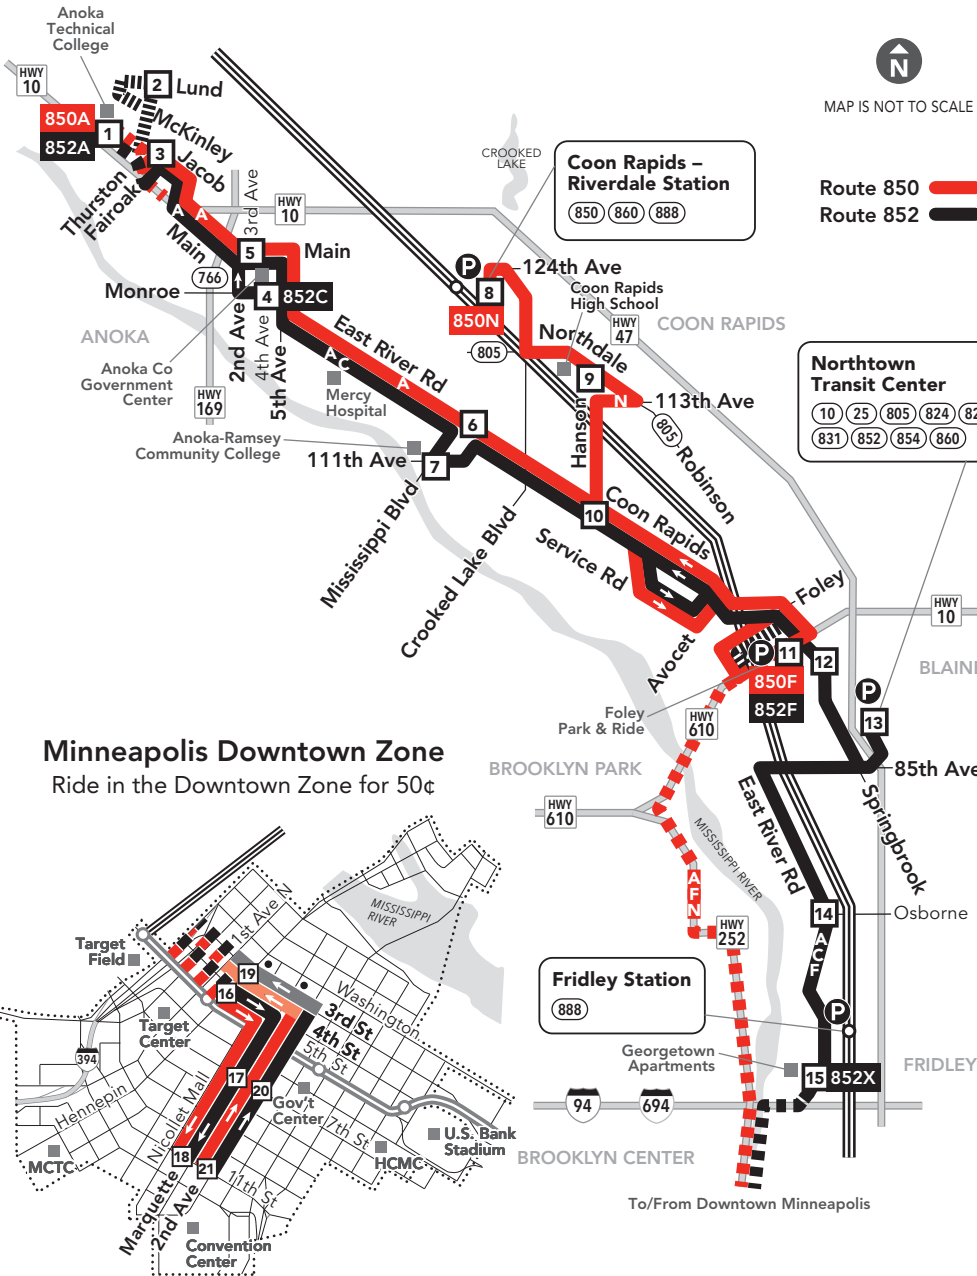 Anoka
Technical
College
HWY
10
2
Lund
850A
852A
1
McKinley
3
Jacob
Thurston
Fairoak
A
A
Main
3rd Ave
HWY
10
5
Main
766
Monroe
4
852C
2nd Ave
4th Ave
5th Ave
ANOKA
Anoka Co
Government
Center
HWY
169
East River Rd
A
C
A
Mercy
Hospital
Anoka-Ramsey
Community College
6
111th Ave
7
Mississippi Blvd
Crooked Lake Blvd
CROOKED
LAKE
Coon Rapids –
Riverdale Station
850
860
888
N
MAP IS NOT TO SCALE
Route 850
Route 852
P
124th Ave
8
850N
Coon Rapids
High School
805
Northdale
HWY
47
COON RAPIDS
9
N
113th Ave
Hanson
805
Robinson
10
Coon Rapids
Service Rd
Avocet
Northtown
Transit Center
10
25
805
824
82
831
852
854
860
Foley
HWY
10
P
11
12
850F
852F
BLAIN
Foley
Park & Ride
HWY
610
P
13
85th Ave
BROOKLYN PARK
HWY
610
MISSISSIPPI RIVER
East River Rd
Springbrook
A
F
N
HWY
252
14
Osborne
A
C
F
Fridley Station
888
P
Georgetown
Apartments
15
852X
FRIDLEY
94
694
BROOKLYN CENTER
To/From Downtown Minneapolis
Minneapolis Downtown Zone
Ride in the Downtown Zone for 50¢
MISSISSIPPI
RIVER
1st Ave N
Target
Field
19
16
Washington
3rd St
4th St
5th St
Target
Center
394
17
20
Gov't
Center
7th St
Hennepin
Nicollet Mall
U.S. Bank
Stadium
HCMC
MCTC
18
21
11th St
Marquette
2nd Ave
Convention
Center